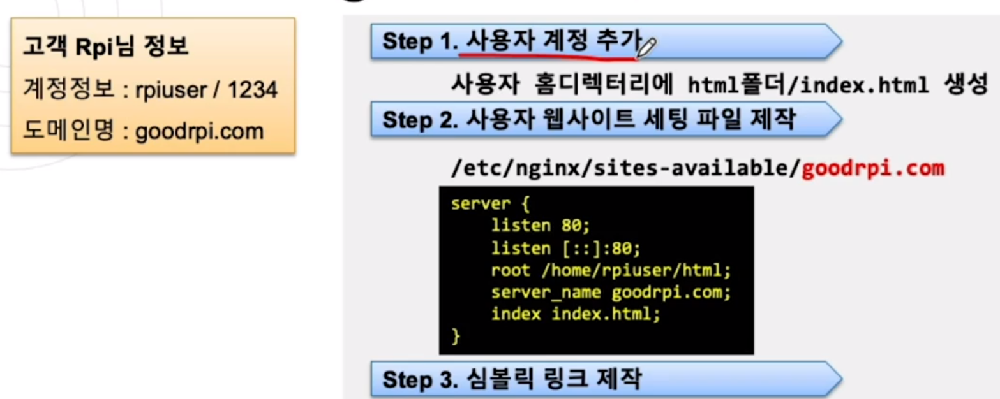 고객 Rpi님 정보
계정정보 : rpiuser / 1234
도메인명 : goodrpi.com
Step 1. 사용자 계정 추가
사용자 홈디렉터리에 html폴더/index.html 생성
Step 2. 사용자 웹사이트 세팅 파일 제작
/etc/nginx/sites-available/goodrpi.com
server {
listen 80;
listen [::]:80;
root /home/rpiuser/html;
server_name goodrpi.com;
index index.html;
}
Step 3. 심볼릭 링크 제작